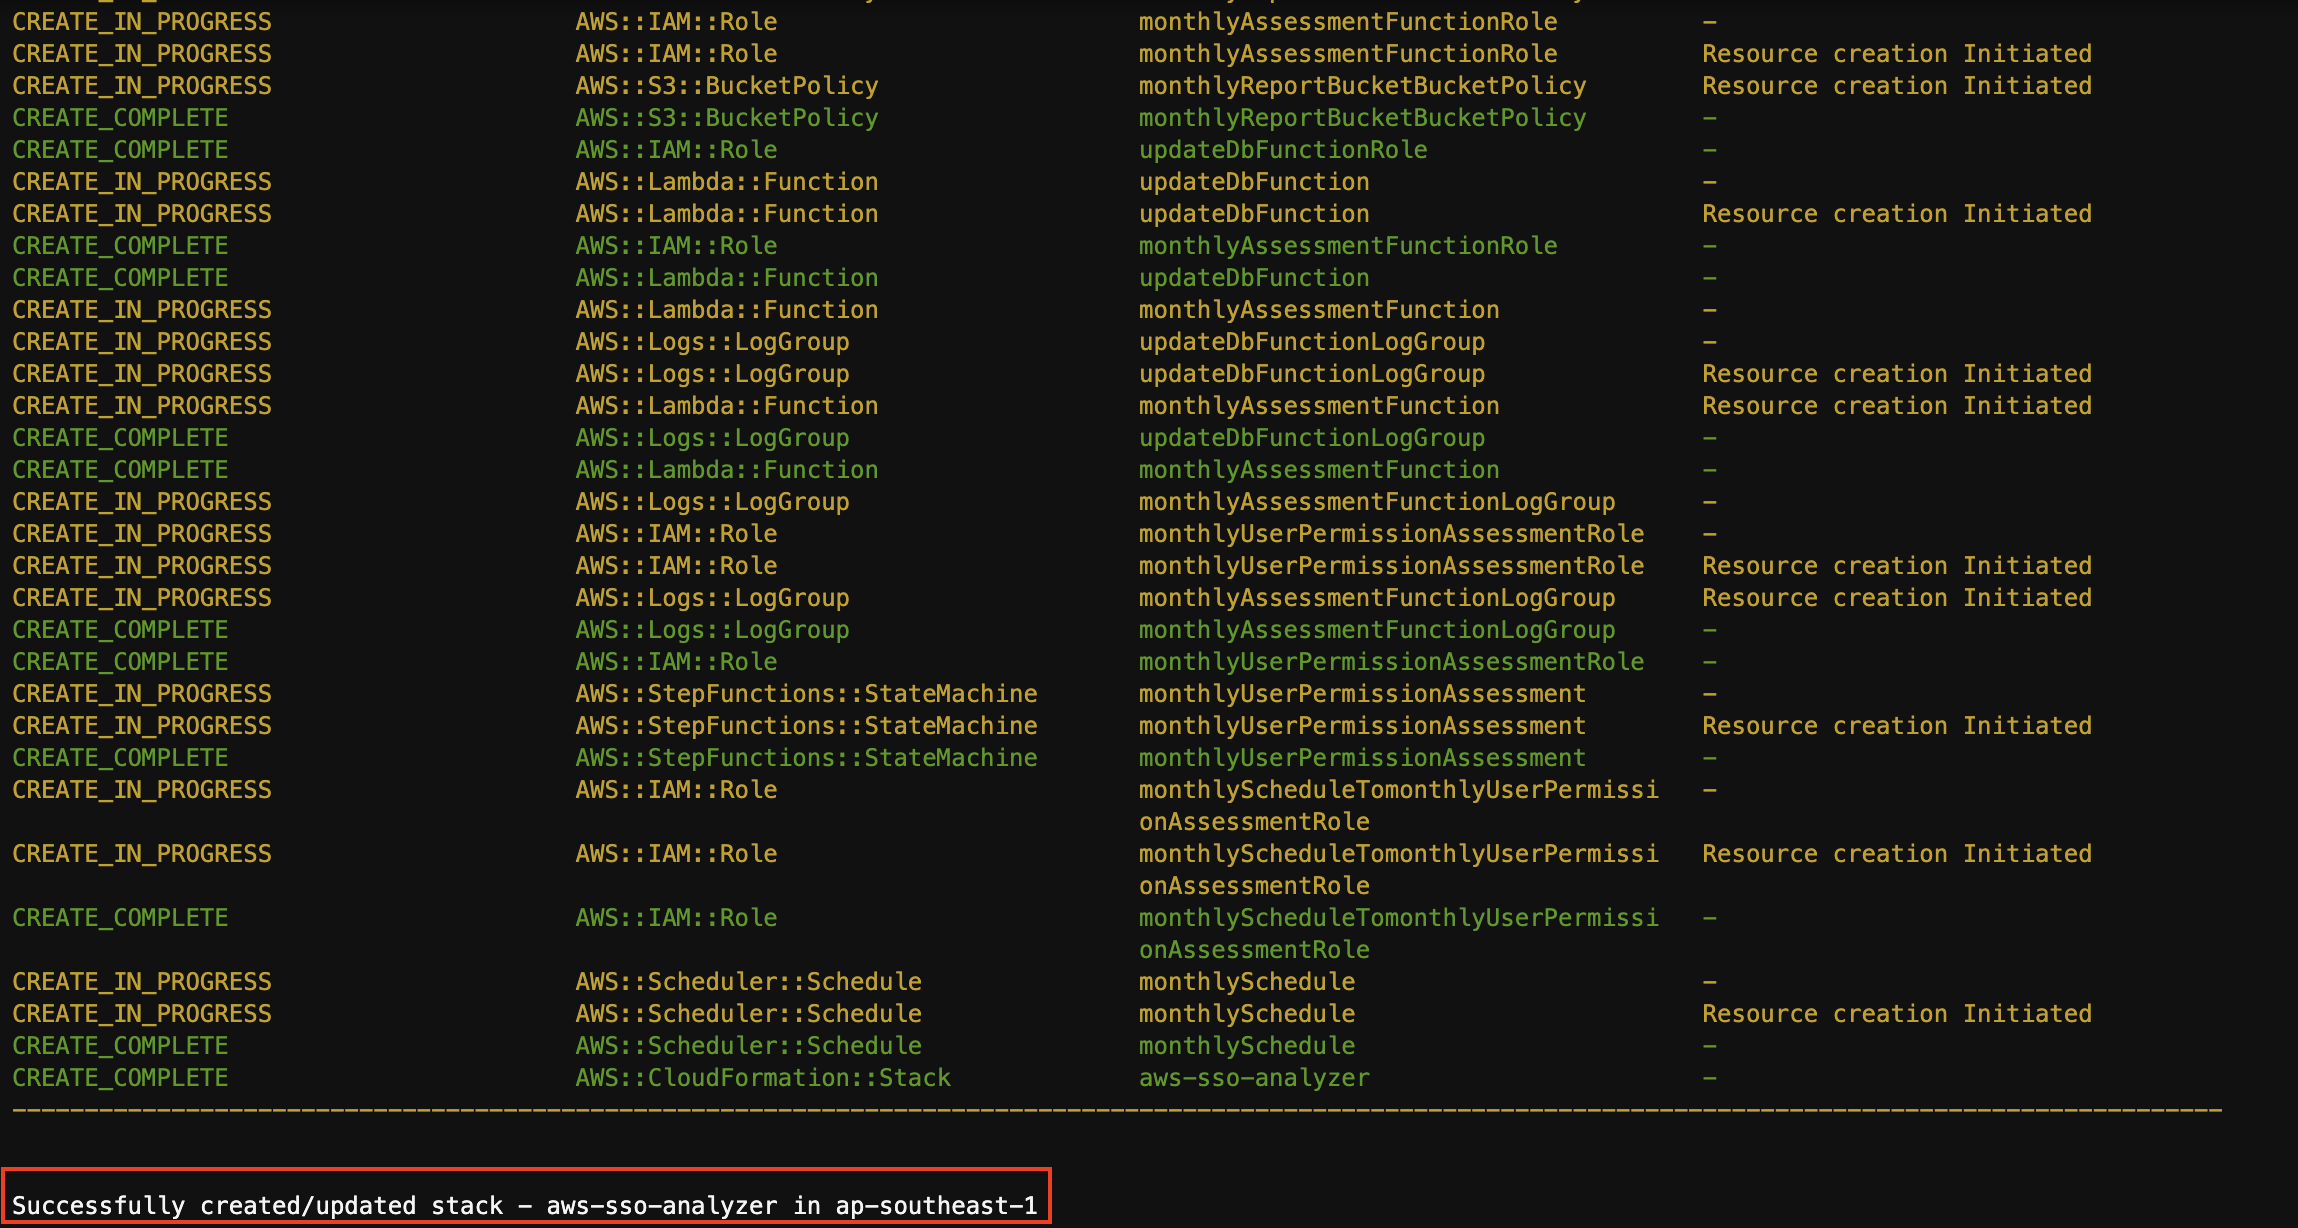 CREATE_IN_PROGRESS AWS::IAM::Role monthlyAssessmentFunctionRole -
CREATE_IN_PROGRESS AWS::IAM::Role monthlyAssessmentFunctionRole Resource creation Initiated
CREATE_IN_PROGRESS AWS::S3::BucketPolicy monthlyReportBucketBucketPolicy Resource creation Initiated
CREATE_COMPLETE AWS::S3::BucketPolicy monthlyReportBucketBucketPolicy -
CREATE_COMPLETE AWS::IAM::Role updateDbFunctionRole -
CREATE_IN_PROGRESS AWS::Lambda::Function updateDbFunction -
CREATE_IN_PROGRESS AWS::Lambda::Function updateDbFunction Resource creation Initiated
CREATE_COMPLETE AWS::IAM::Role monthlyAssessmentFunctionRole -
CREATE_COMPLETE AWS::Lambda::Function updateDbFunction -
CREATE_IN_PROGRESS AWS::Lambda::Function monthlyAssessmentFunction -
CREATE_IN_PROGRESS AWS::Logs::LogGroup updateDbFunctionLogGroup -
CREATE_IN_PROGRESS AWS::Logs::LogGroup updateDbFunctionLogGroup Resource creation Initiated
CREATE_IN_PROGRESS AWS::Lambda::Function monthlyAssessmentFunction Resource creation Initiated
CREATE_COMPLETE AWS::Logs::LogGroup updateDbFunctionLogGroup -
CREATE_COMPLETE AWS::Lambda::Function monthlyAssessmentFunction -
CREATE_IN_PROGRESS AWS::Logs::LogGroup monthlyAssessmentFunctionLogGroup -
CREATE_IN_PROGRESS AWS::IAM::Role monthlyUserPermissionAssessmentRole -
CREATE_IN_PROGRESS AWS::IAM::Role monthlyUserPermissionAssessmentRole Resource creation Initiated
CREATE_IN_PROGRESS AWS::Logs::LogGroup monthlyAssessmentFunctionLogGroup Resource creation Initiated
CREATE_COMPLETE AWS::Logs::LogGroup monthlyAssessmentFunctionLogGroup -
CREATE_COMPLETE AWS::IAM::Role monthlyUserPermissionAssessmentRole -
CREATE_IN_PROGRESS AWS::StepFunctions::StateMachine monthlyUserPermissionAssessment -
CREATE_IN_PROGRESS AWS::StepFunctions::StateMachine monthlyUserPermissionAssessment Resource creation Initiated
CREATE_COMPLETE AWS::StepFunctions::StateMachine monthlyUserPermissionAssessment -
CREATE_IN_PROGRESS AWS::IAM::Role monthlyScheduleTomonthlyUserPermissi -
onAssessmentRole
CREATE_IN_PROGRESS AWS::IAM::Role monthlyScheduleTomonthlyUserPermissi Resource creation Initiated
onAssessmentRole
CREATE_COMPLETE AWS::IAM::Role monthlyScheduleTomonthlyUserPermissi -
onAssessmentRole
CREATE_IN_PROGRESS AWS::Scheduler::Schedule monthlySchedule -
CREATE_IN_PROGRESS AWS::Scheduler::Schedule monthlySchedule Resource creation Initiated
CREATE_COMPLETE AWS::Scheduler::Schedule monthlySchedule -
CREATE_COMPLETE AWS::CloudFormation::Stack aws-sso-analyzer -
Successfully created/updated stack - aws-sso-analyzer in ap-southeast-1